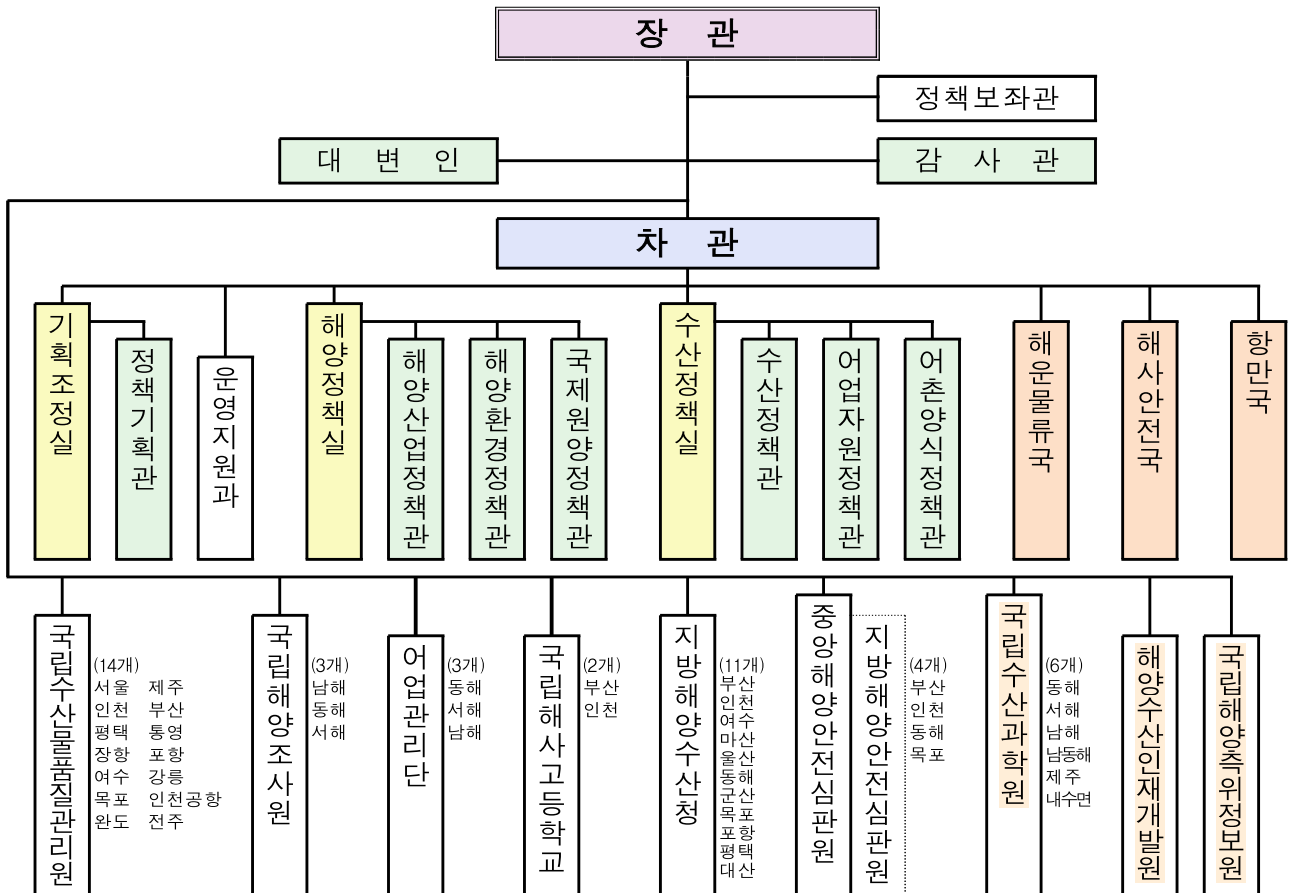 장 관
정책보좌관
대 변 인
감 사 관
차 관
기획조정실
정책기획관
운영지원과
해양정책실
해양산업정책관
해양환경정책관
국제원양정책관
수산정책실
수산정책관
어업자원정책관
어촌양식정책관
해운물류국
해사안전국
항만국
국립수산물품질관리원
(14개)
서울 제주
인천 부산
평택 통영
장항 포항
여수 강릉
목포 인천공항
완도 전주
국립해양조사원
(3개)
남해
동해
서해
어업관리단
(3개)
동해
서해
남해
국립해사고등학교
(2개)
부산
인천
지방해양수산청
(11개)
부산
인천
여수
마산
울산
동해
군산
목포
포항
평택
대산
중앙해양안전심판원
지방해양안전심판원
(4개)
부산
인천
동해
목포
국립수산과학원
(6개)
동해
서해
남해
남동해
제주
내수면
해양수산인재개발원
국립해양측위정보원